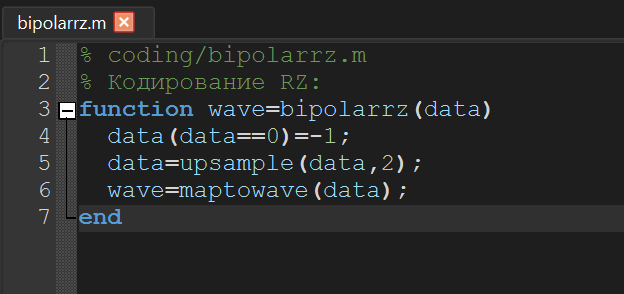 bipolarrz.m
1 % coding/bipolarrz.m
2 % Кодирование RZ:
3 function wave=bipolarrz(data)
4 data(data==0)=-1;
5 data=upsample(data,2);
6 wave=maptowave(data);
7 end